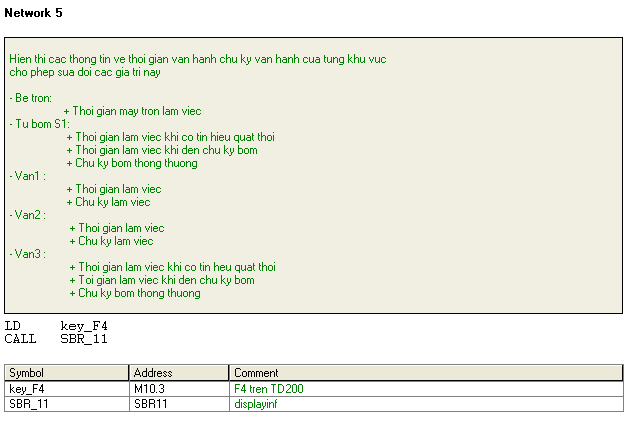 Network 5
Hien thi cac thong tin ve thoi gian van hanh chu ky van hanh cua tung khu vuc
cho phep sua doi cac gia tri nay
- Be tron:
+ Thoi gian may tron lam viec
- Tu bom S1:
+ Thoi gian lam viec khi co tin hieu quat thoi
+ Thoi gian lam viec khi den chu ky bom
+ Chu ky bom thong thuong
- Van1 :
+ Thoi gian lam viec
+ Chu ky lam viec
- Van2 :
+ Thoi gian lam viec
+ Chu ky lam viec
- Van3 :
+ Thoi gian lam viec khi co tin heu quat thoi
+ Toi gian lam viec khi den chu ky bom
+ Chu ky bom thong thuong
LD key_F4
CALL SBR_11
Symbol Address Comment
key_F4 M10.3 F4 tren TD200
SBR_11 SBR11 displayinf